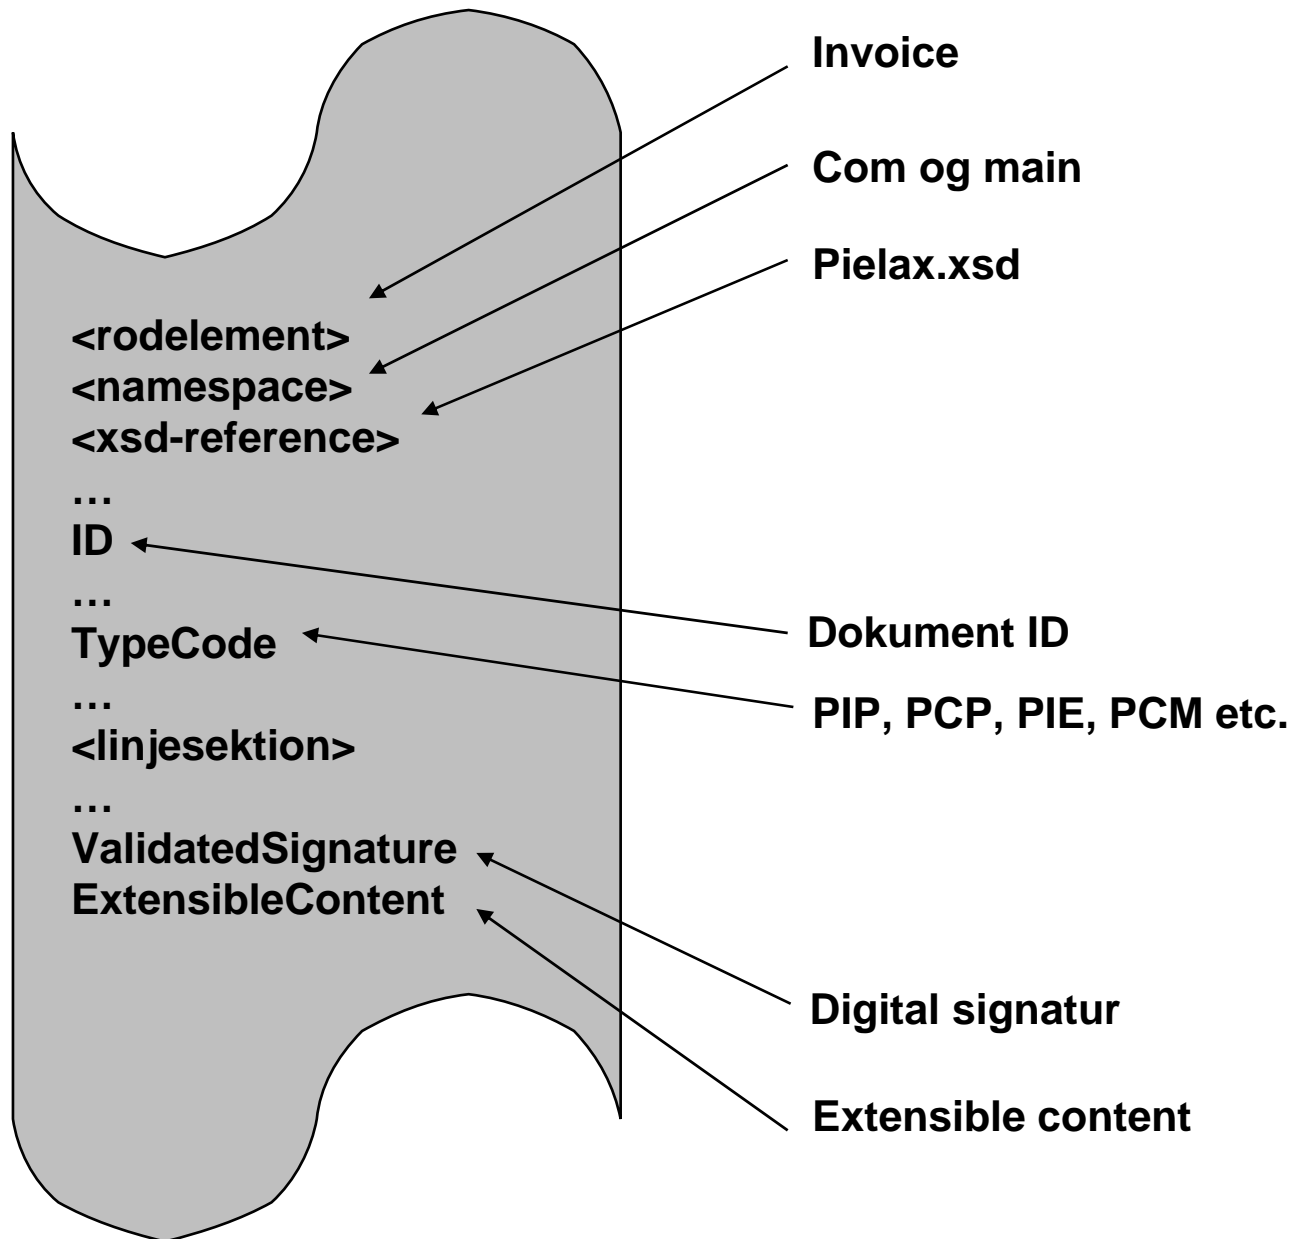 Invoice
Com og main
Pielax.xsd
<rodelement>
<namespace>
<xsd-reference>
…
ID
…
TypeCode
…
<linjesektion>
…
ValidatedSignature
ExtensibleContent
Dokument ID
PIP, PCP, PIE, PCM etc.
Digital signatur
Extensible content